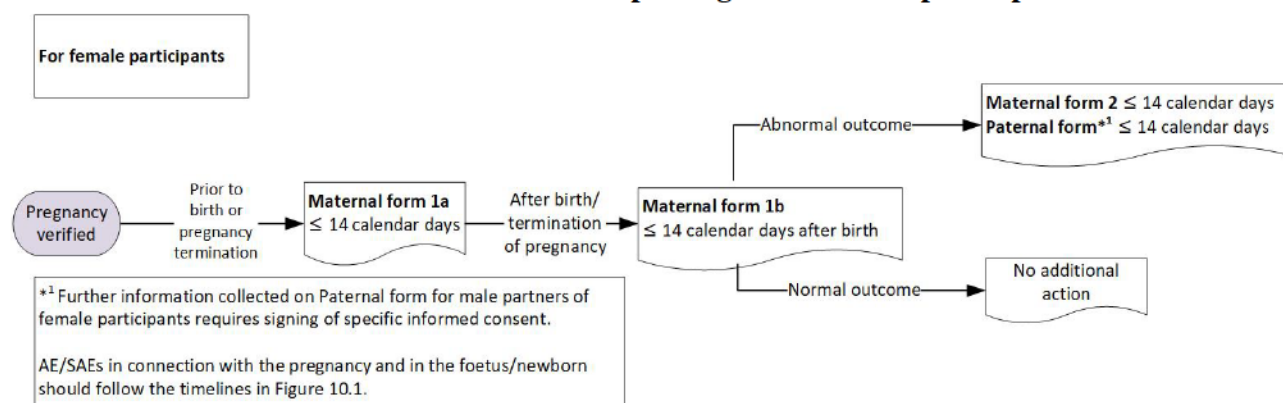 For female participants
Abnormal outcome
Maternal form 2 ≤ 14 calendar days
Paternal form*¹ ≤ 14 calendar days
Pregnancy
verified
Prior to
birth or
pregnancy
termination
Maternal form 1a
≤ 14 calendar days
After birth/
termination
of pregnancy
Maternal form 1b
≤ 14 calendar days after birth
Normal outcome
No additional
action
*¹ Further information collected on Paternal form for male partners of
female participants requires signing of specific informed consent.
AE/SAEs in connection with the pregnancy and in the foetus/newborn
should follow the timelines in Figure 10.1.